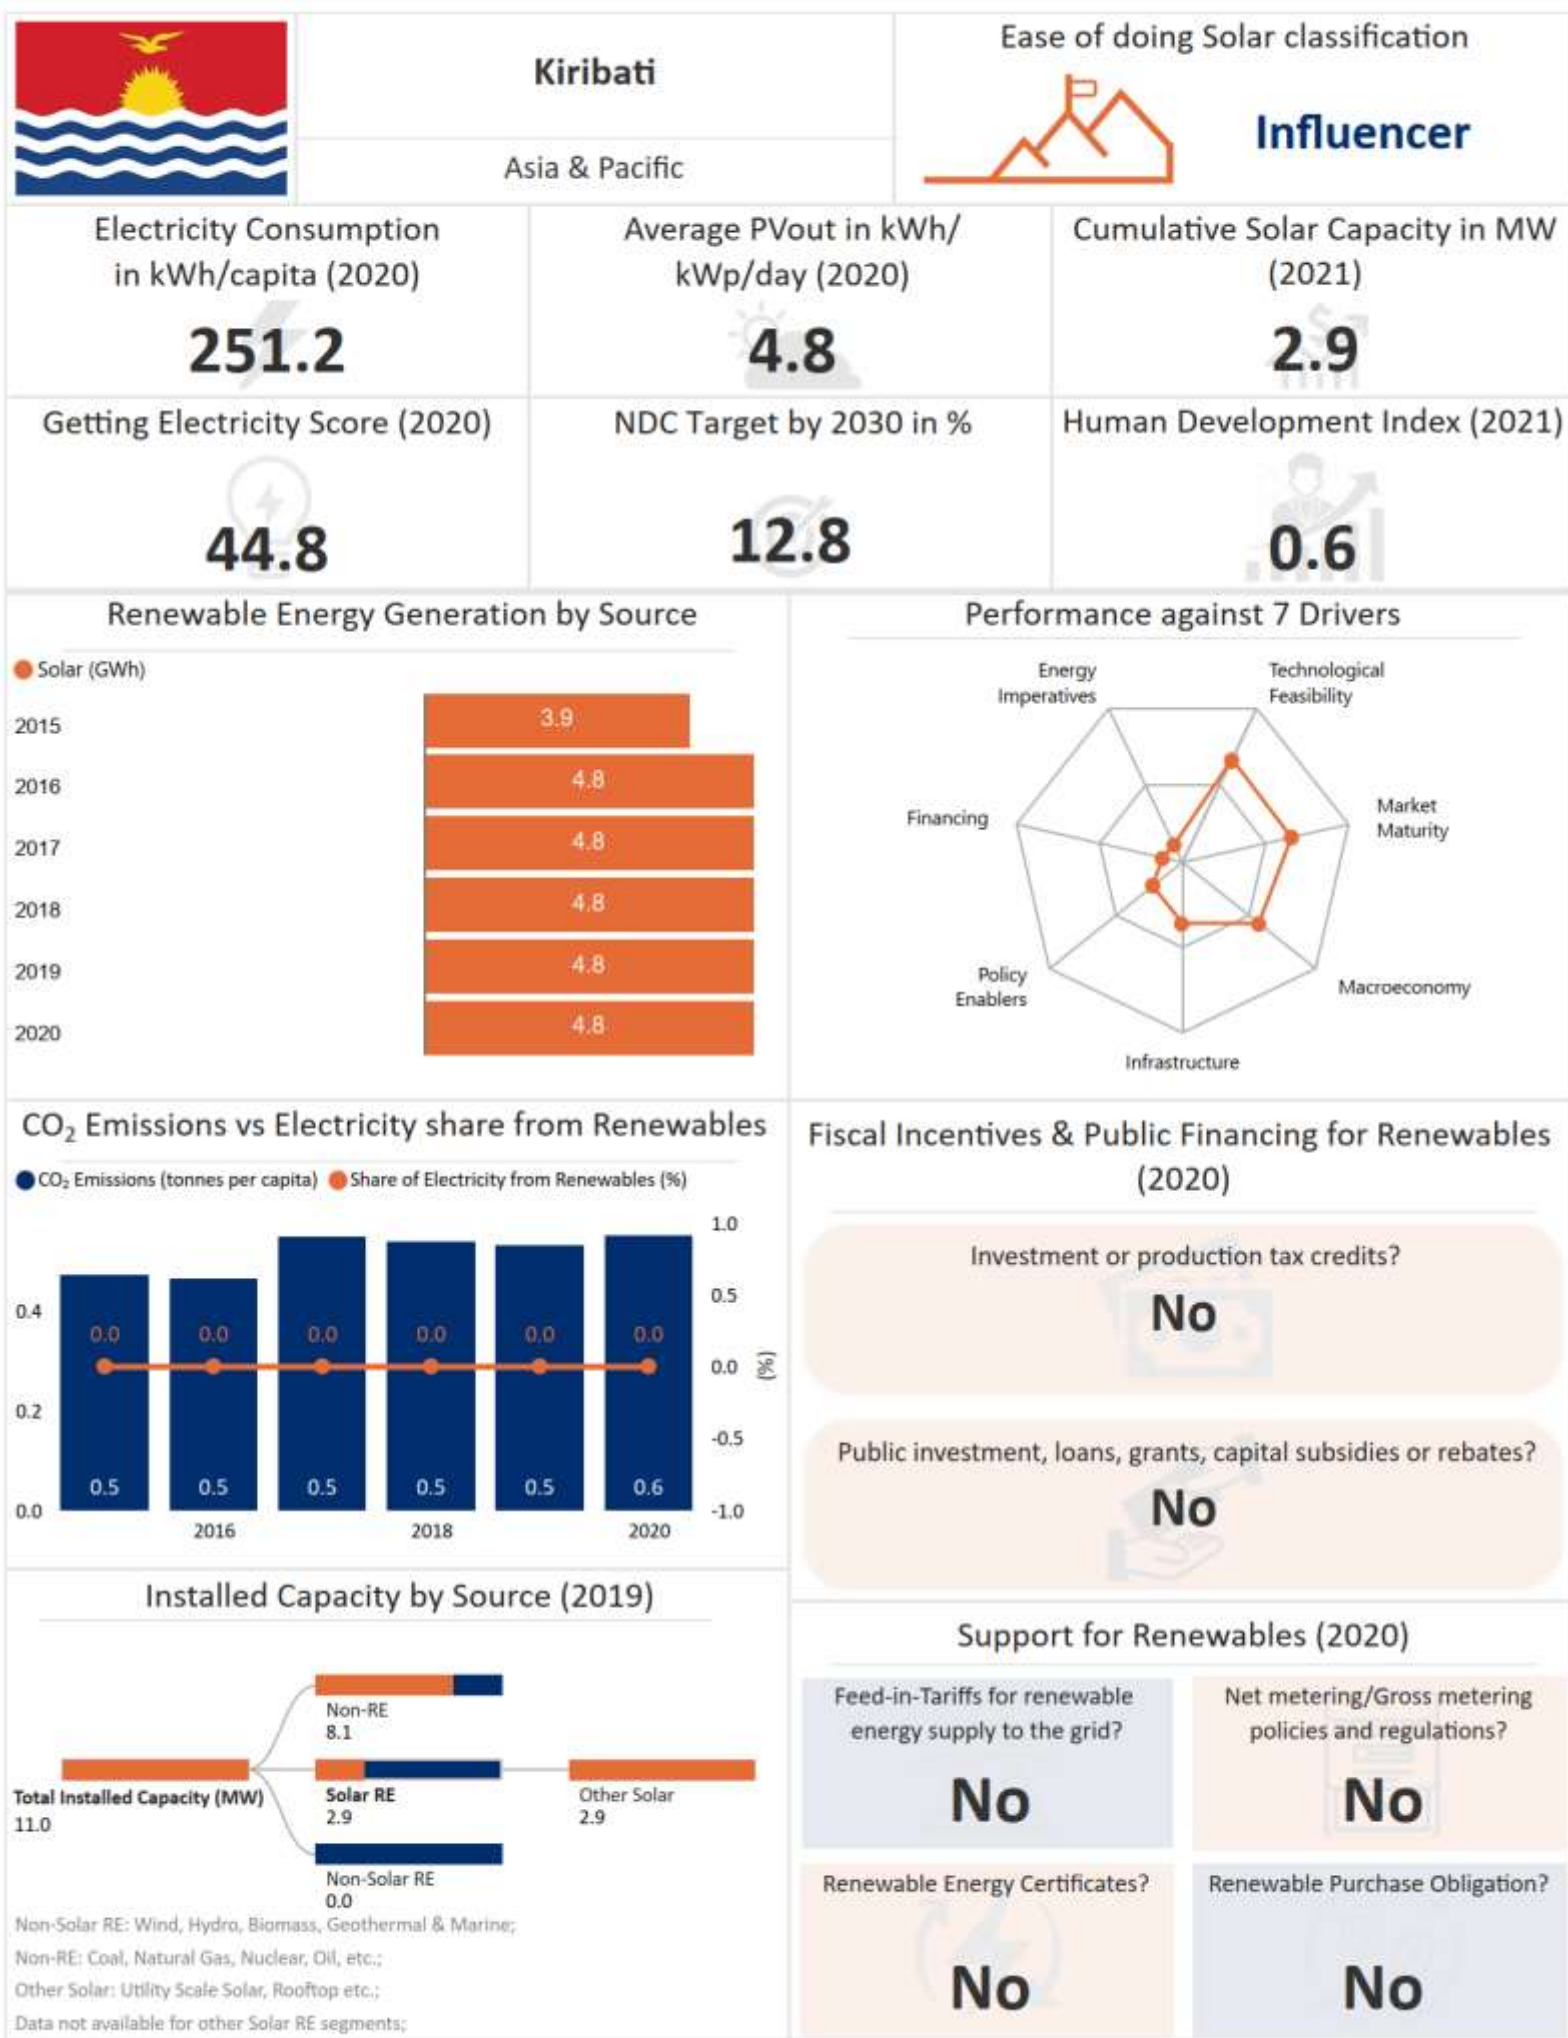 Kiribati
Asia & Pacific
Ease of doing Solar classification
Influencer
Electricity Consumption
in kWh/capita (2020)
251.2
Average PVout in kWh/
kWp/day (2020)
4.8
Cumulative Solar Capacity in MW
(2021)
2.9
Getting Electricity Score (2020)
44.8
NDC Target by 2030 in %
12.8
Human Development Index (2021)
0.6
Renewable Energy Generation by Source
Solar (GWh)
2015 3.9
2016 4.8
2017 4.8
2018 4.8
2019 4.8
2020 4.8
Performance against 7 Drivers
Energy
Imperatives
Technological
Feasibility
Market
Maturity
Financing
Policy
Enablers
Macroeconomy
Infrastructure
CO₂ Emissions vs Electricity share from Renewables
CO₂ Emissions (tonnes per capita) Share of Electricity from Renewables (%)
1.0
0.5
0.4
0.0 0.0 0.0 0.0 0.0 0.0
0.0 (%)
0.2
-0.5
0.5 0.5 0.5 0.5 0.5 0.6
0.0 -1.0
2016 2018 2020
Fiscal Incentives & Public Financing for Renewables
(2020)
Investment or production tax credits?
No
Public investment, loans, grants, capital subsidies or rebates?
No
Installed Capacity by Source (2019)
Non-RE
8.1
Total Installed Capacity (MW)
11.0
Solar RE
2.9
Other Solar
2.9
Non-Solar RE
0.0
Non-Solar RE: Wind, Hydro, Biomass, Geothermal & Marine;
Non-RE: Coal, Natural Gas, Nuclear, Oil, etc.;
Other Solar: Utility Scale Solar, Rooftop etc.;
Data not available for other Solar RE segments;
Support for Renewables (2020)
Feed-in-Tariffs for renewable
energy supply to the grid?
No
Net metering/Gross metering
policies and regulations?
No
Renewable Energy Certificates?
No
Renewable Purchase Obligation?
No